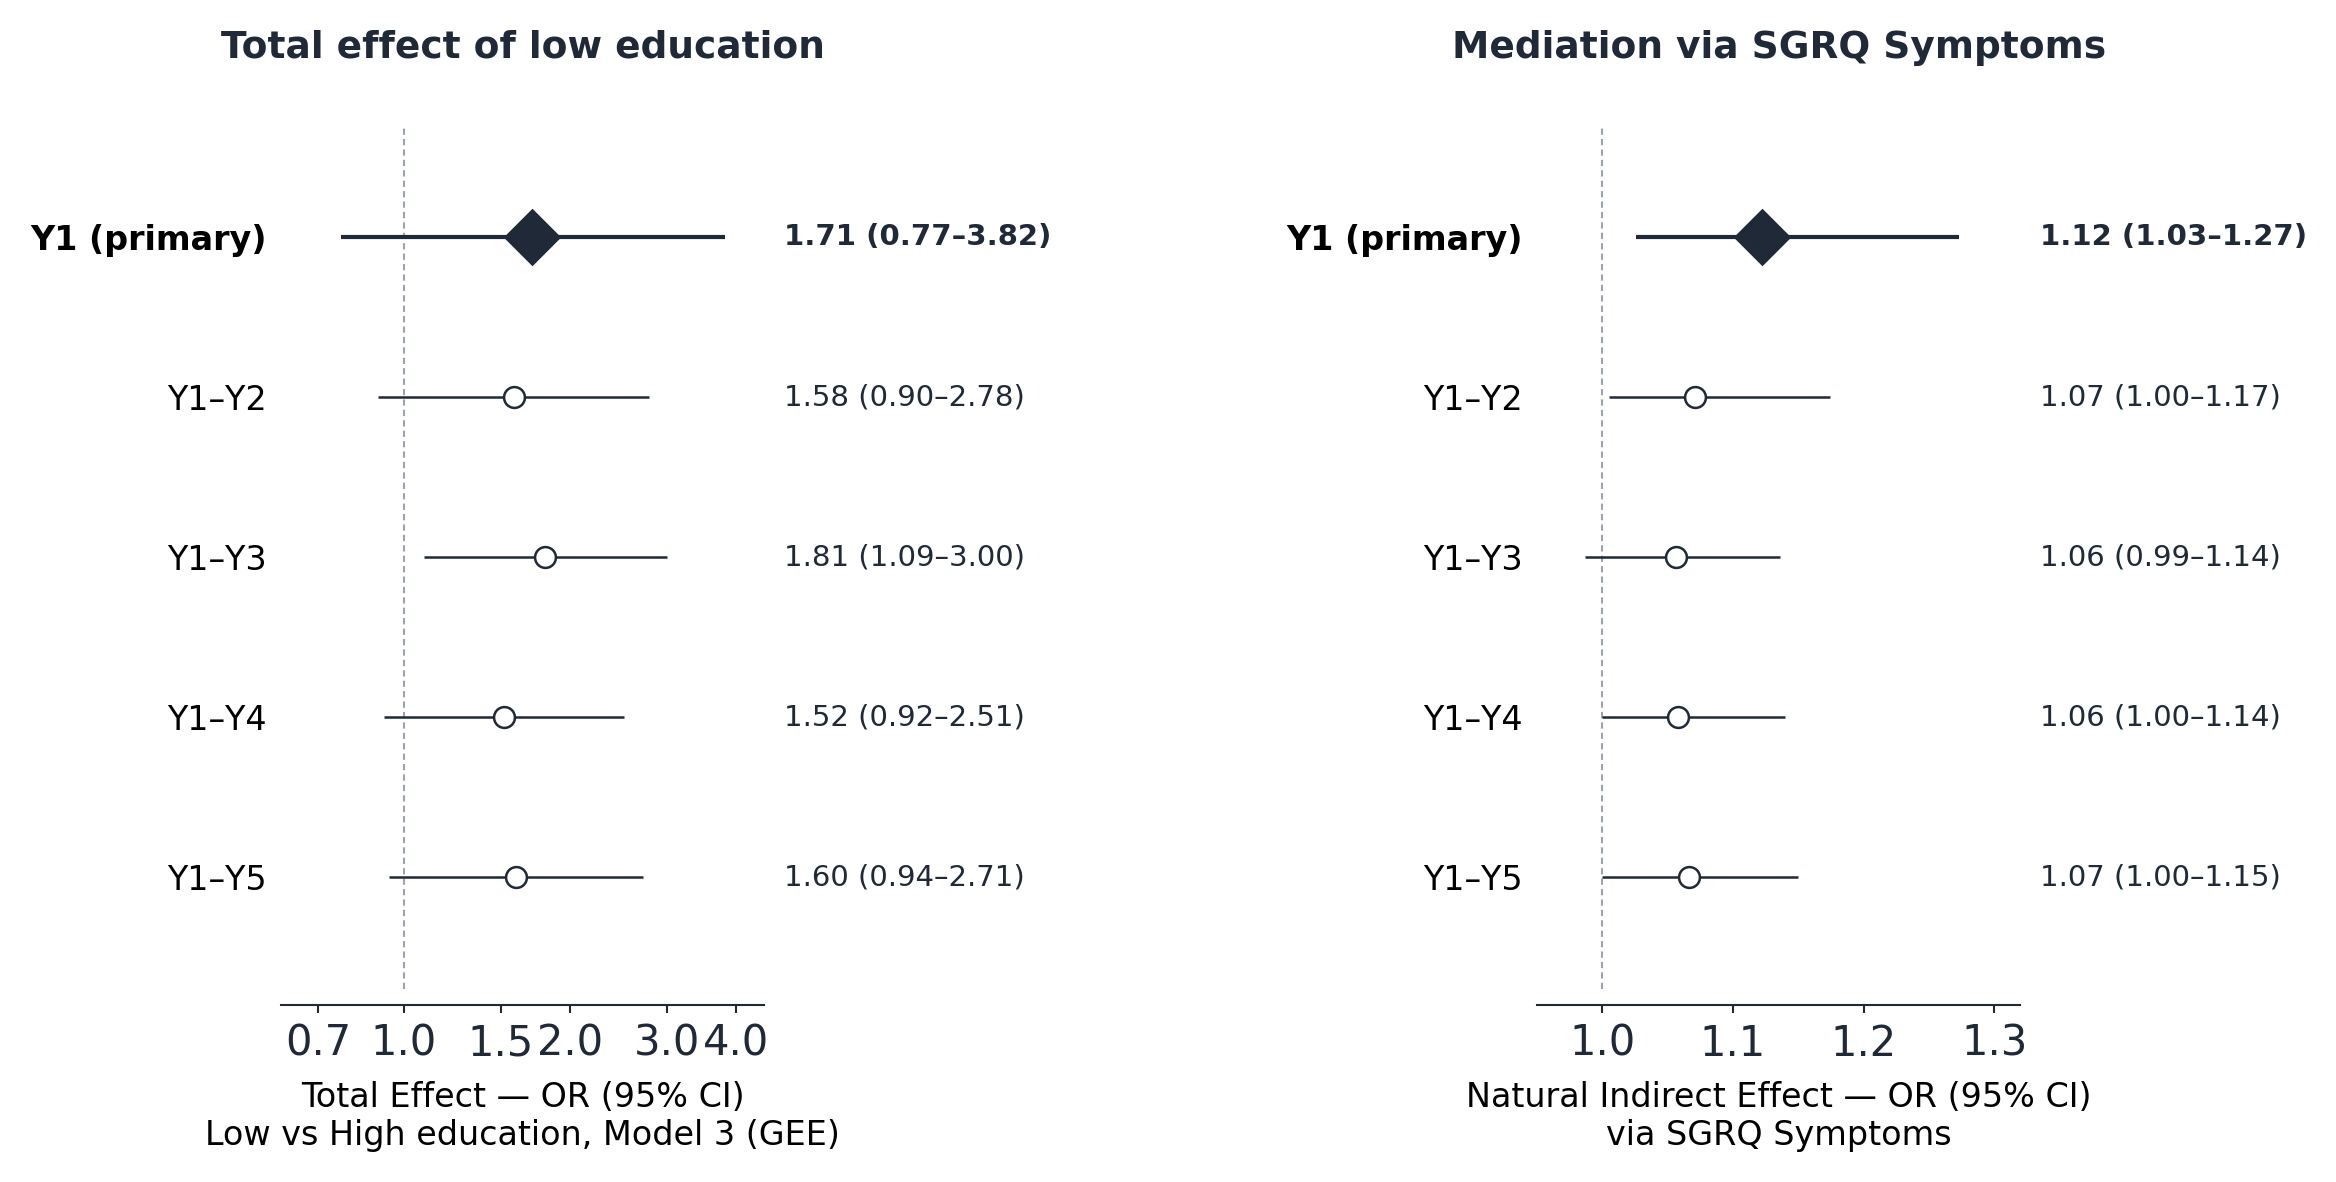 Total effect of low education
Y1 (primary)
1.71 (0.77–3.82)
Y1–Y2
1.58 (0.90–2.78)
Y1–Y3
1.81 (1.09–3.00)
Y1–Y4
1.52 (0.92–2.51)
Y1–Y5
1.60 (0.94–2.71)
0.7 1.0 1.5 2.0 3.0 4.0
Total Effect — OR (95% CI)
Low vs High education, Model 3 (GEE)
Mediation via SGRQ Symptoms
Y1 (primary)
1.12 (1.03–1.27)
Y1–Y2
1.07 (1.00–1.17)
Y1–Y3
1.06 (0.99–1.14)
Y1–Y4
1.06 (1.00–1.14)
Y1–Y5
1.07 (1.00–1.15)
1.0 1.1 1.2 1.3
Natural Indirect Effect — OR (95% CI)
via SGRQ Symptoms